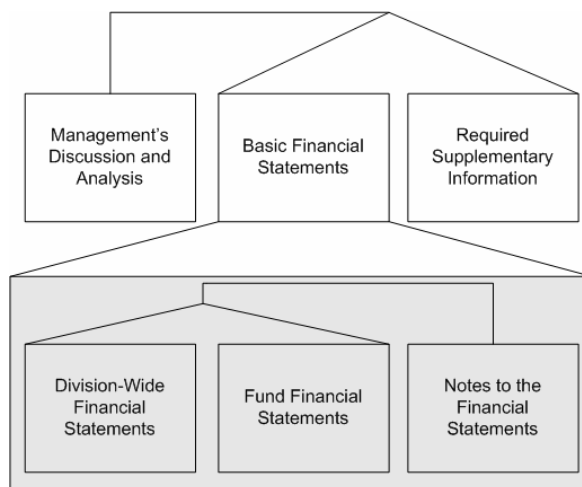 Management's
Discussion and
Analysis
Basic Financial
Statements
Required
Supplementary
Information
Division-Wide
Financial
Statements
Fund Financial
Statements
Notes to the
Financial
Statements